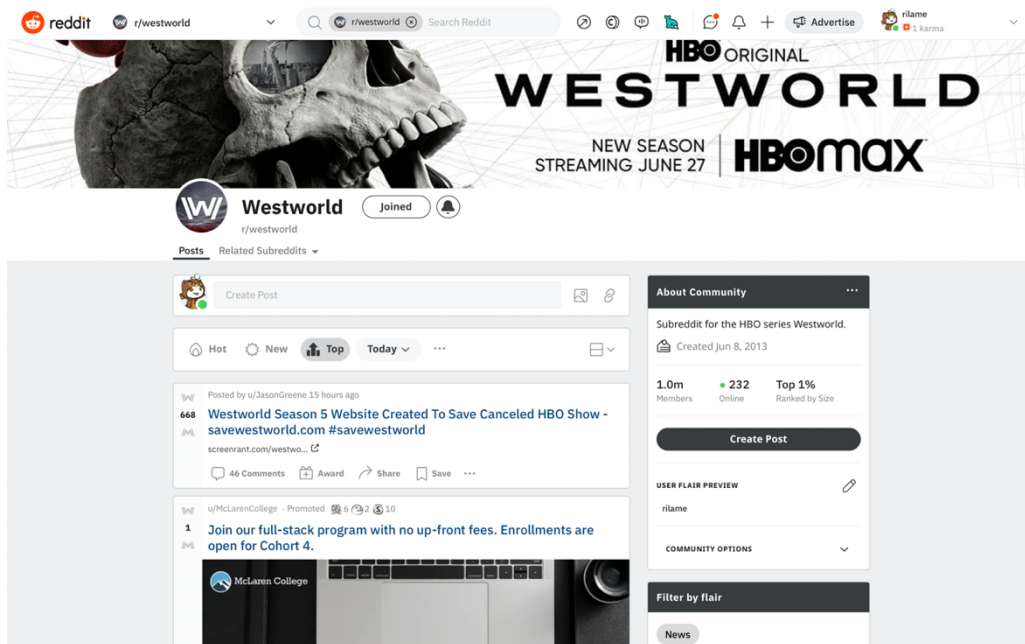 reddit
r/westworld
r/westworld
Search Reddit
Advertise
rilame
1 karma
HBO ORIGINAL
WESTWORLD
NEW SEASON
STREAMING JUNE 27
HBOmax
W
Westworld
Joined
r/westworld
Posts
Related Subreddits
Create Post
Hot
New
Top
Today
Posted by u/JasonGreene 15 hours ago
668
Westworld Season 5 Website Created To Save Canceled HBO Show -
savewestworld.com #savewestworld
screenrant.com/westwo...
46 Comments
Award
Share
Save
u/McLarenCollege · Promoted 6 2 10
1
Join our full-stack program with no up-front fees. Enrollments are
open for Cohort 4.
McLaren College
About Community
Subreddit for the HBO series Westworld.
Created Jun 8, 2013
1.0m
232
Top 1%
Members
Online
Ranked by Size
Create Post
USER FLAIR PREVIEW
rilame
COMMUNITY OPTIONS
Filter by flair
News